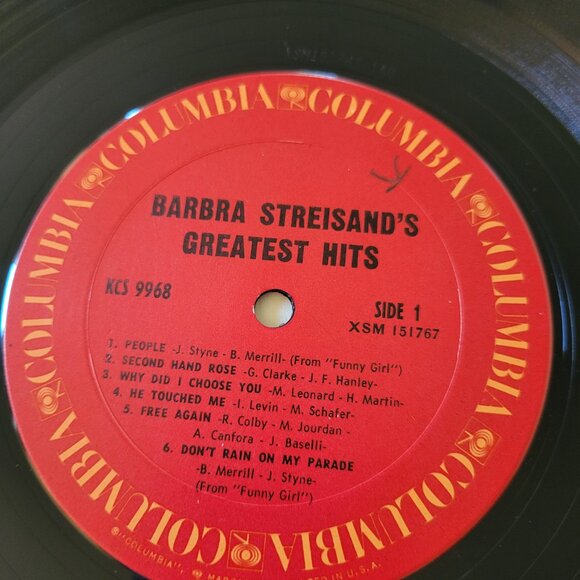 COLUMBIA COLUMBIA COLUMBIA COLUMBIA COLUMBIA COLUMBIA
BARBRA STREISAND'S
GREATEST HITS
KCS 9968
SIDE 1
XSM 151767
1. PEOPLE -J. Styne - B. Merrill- (From "Funny Girl")
2. SECOND HAND ROSE -G. Clarke - J. F. Hanley-
3. WHY DID I CHOOSE YOU -M. Leonard - H. Martin-
4. HE TOUCHED ME -I. Levin - M. Schafer-
5. FREE AGAIN -R. Colby - M. Jourdan -
A. Canfora - J. Baselli-
6. DON'T RAIN ON MY PARADE
-B. Merrill - J. Styne-
(From "Funny Girl")
® "COLUMBIA", IN U.S.A.